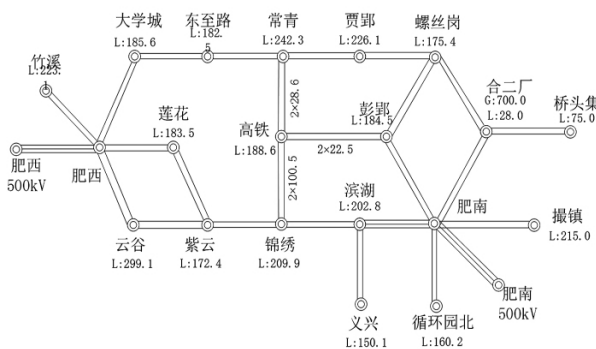 大学城
L:185.6
东至路
L:182.
5
常青
L:242.3
贾郢
L:226.1
螺丝岗
L:175.4
竹溪
L:223.
1
2×28.6
合二厂
G:700.0
L:28.0
桥头集
L:75.0
莲花
L:183.5
高铁
L:188.6
彭郢
L:184.5
2×22.5
肥西
500kV
肥西
2×100.5
滨湖
L:202.8
肥南
云谷
L:299.1
紫云
L:172.4
锦绣
L:209.9
撮镇
L:215.0
肥南
500kV
义兴
L:150.1
循环园北
L:160.2